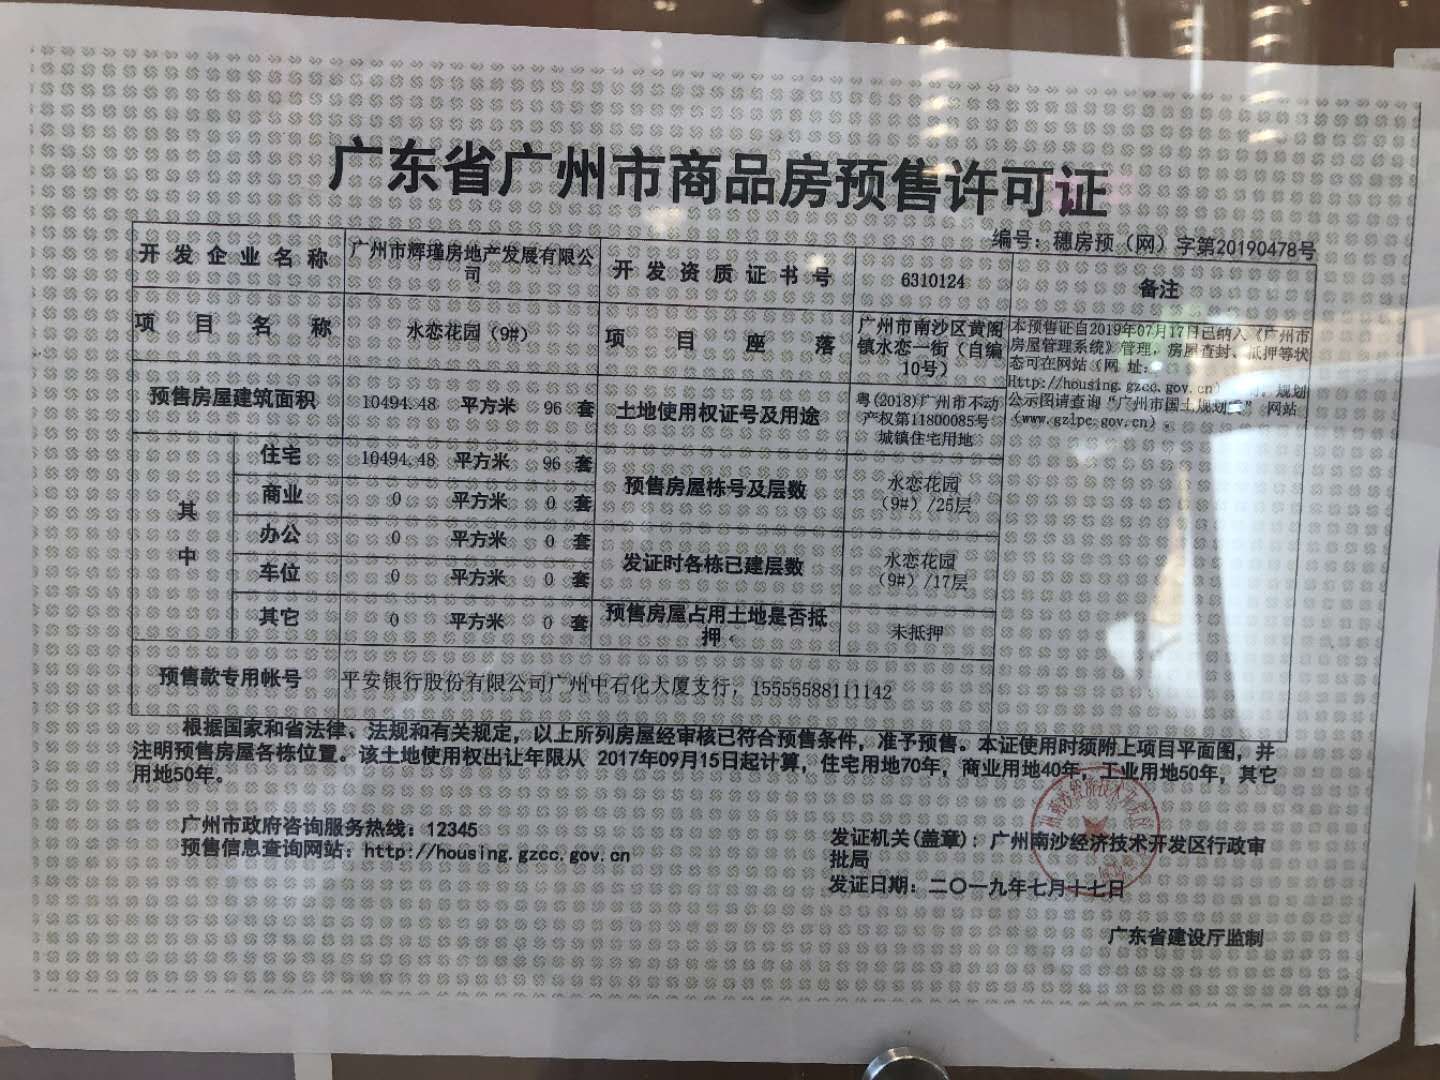 广东省广州市商品房预售许可证
编号：穗房预（网）字第20190478号
开发企业名称
广州市辉瑾房地产发展有限公
司
开发资质证书号
6310124
备注
项目名称
水恋花园（9#）
项目座落
广州市南沙区黄阁
镇水恋一街（自编
10号）
本预售证自2019年07月17日已纳入《广州市
房屋管理系统》管理，房屋查封、抵押等状
态可在网站（网 址：
Http://housing.gzcc.gov.cn）
规划
公示图请查询“广州市国土规划
” 网站
（www.gzlpc.gov.cn）。
预售房屋建筑面积
10494.48 平方米 96 套
土地使用权证号及用途
粤(2018)广州市不动
产权第11800085号
城镇住宅用地
其中
住宅 10494.48 平方米 96 套
商业 0 平方米 0 套
办公 0 平方米 0 套
车位 0 平方米 0 套
其它 0 平方米 0 套
预售房屋栋号及层数
水恋花园
（9#）/25层
发证时各栋已建层数
水恋花园
（9#）/17层
预售房屋占用土地是否抵
押
未抵押
预售款专用帐号
平安银行股份有限公司广州中石化大厦支行，15555588111142
根据国家和省法律、法规和有关规定，以上所列房屋经审核已符合预售条件，准予预售。本证使用时须附上项目平面图，并
注明预售房屋各栋位置。该土地使用权出让年限从 2017年09月15日起计算，住宅用地70年，商业用地40年，工业用地50年，其它
用地50年。
广州市政府咨询服务热线：12345
预售信息查询网站：http://housing.gzcc.gov.cn
发证机关(盖章)：广州南沙经济技术开发区行政审
批局
发证日期：二〇一九年七月十七日
广东省建设厅监制